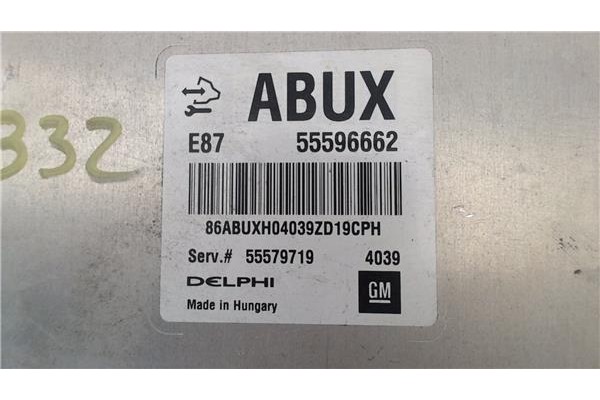 ABUX
E87 55596662
332
86ABUXH04039ZD19CPH
Serv.# 55579719 4039
DELPHI
GM
Made in Hungary